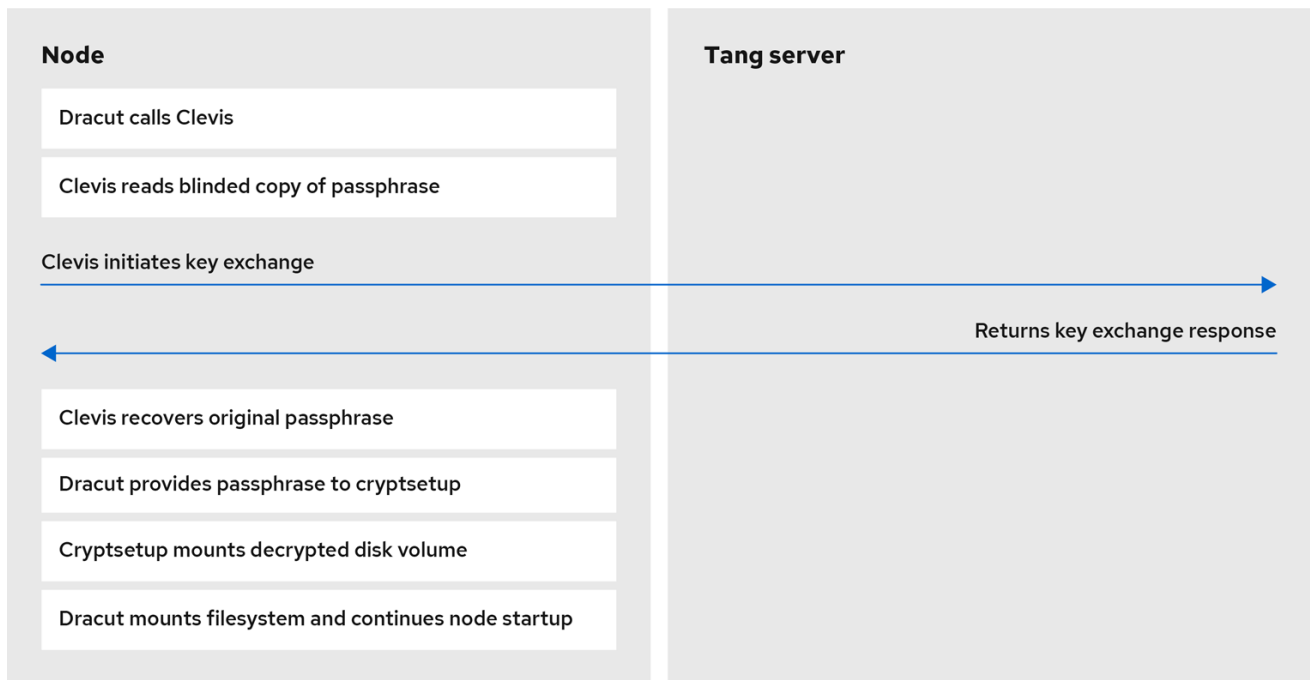 Node
Tang server
Dracut calls Clevis
Clevis reads blinded copy of passphrase
Clevis initiates key exchange
Returns key exchange response
Clevis recovers original passphrase
Dracut provides passphrase to cryptsetup
Cryptsetup mounts decrypted disk volume
Dracut mounts filesystem and continues node startup